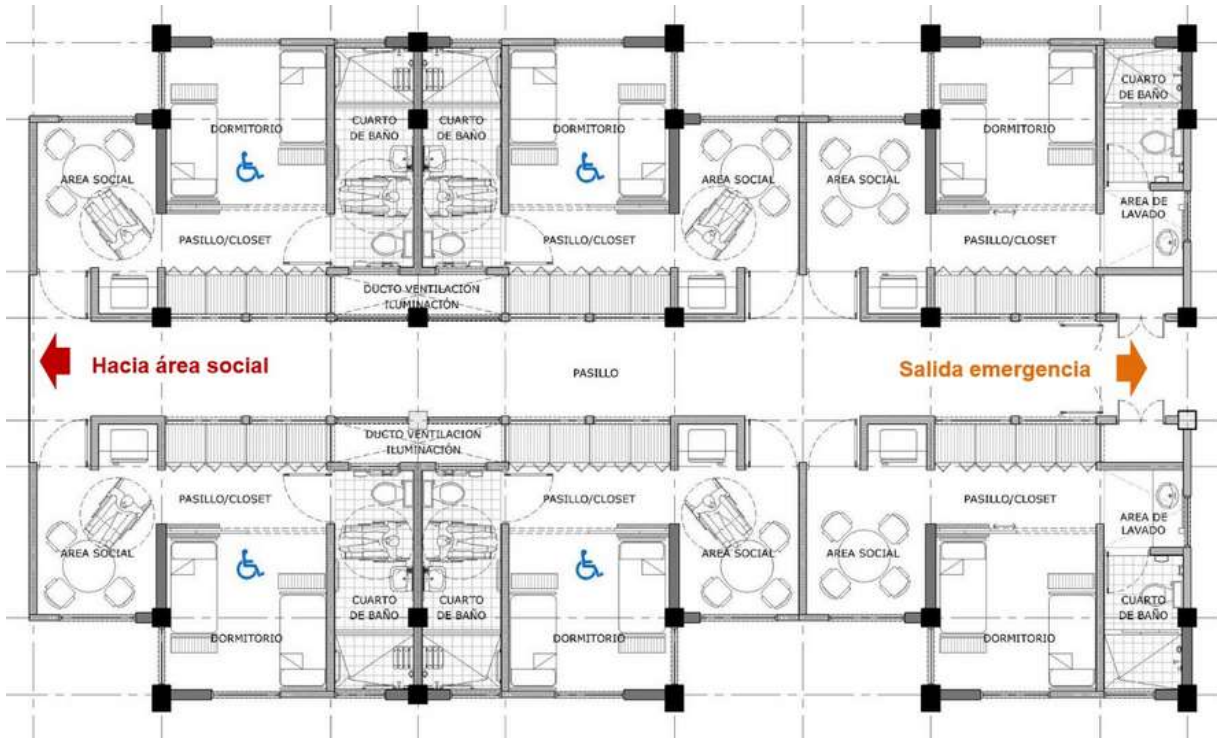 CUARTO
DE BAÑO
DORMITORIO
CUARTO
DE BAÑO
CUARTO
DE BAÑO
DORMITORIO
DORMITORIO
AREA SOCIAL
AREA SOCIAL
AREA SOCIAL
AREA DE
LAVADO
PASILLO/CLOSET
PASILLO/CLOSET
PASILLO/CLOSET
DUCTO VENTILACIÓN
ILUMINACIÓN
Hacia área social
PASILLO
Salida emergencia
DUCTO VENTILACION
ILUMINACIÓN
PASILLO/CLOSET
PASILLO/CLOSET
PASILLO/CLOSET
AREA DE
LAVADO
AREA SOCIAL
AREA SOCIAL
AREA SOCIAL
CUARTO
DE BAÑO
CUARTO
DE BAÑO
CUARTO
DE BAÑO
DORMITORIO
DORMITORIO
DORMITORIO